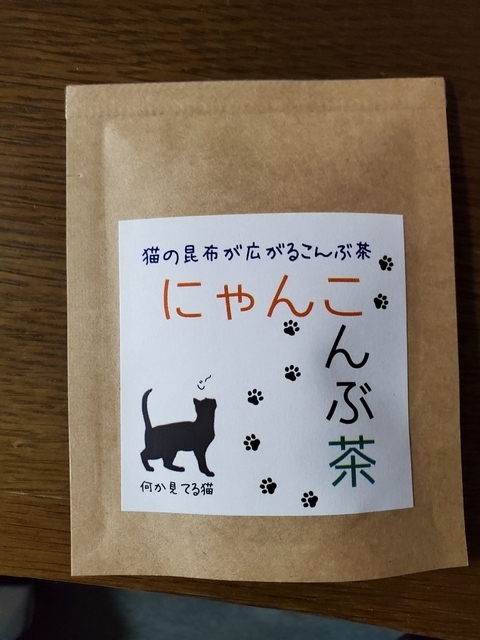 猫の昆布が広がるこんぶ茶
にゃんこ
んぶ茶
何か見てる猫